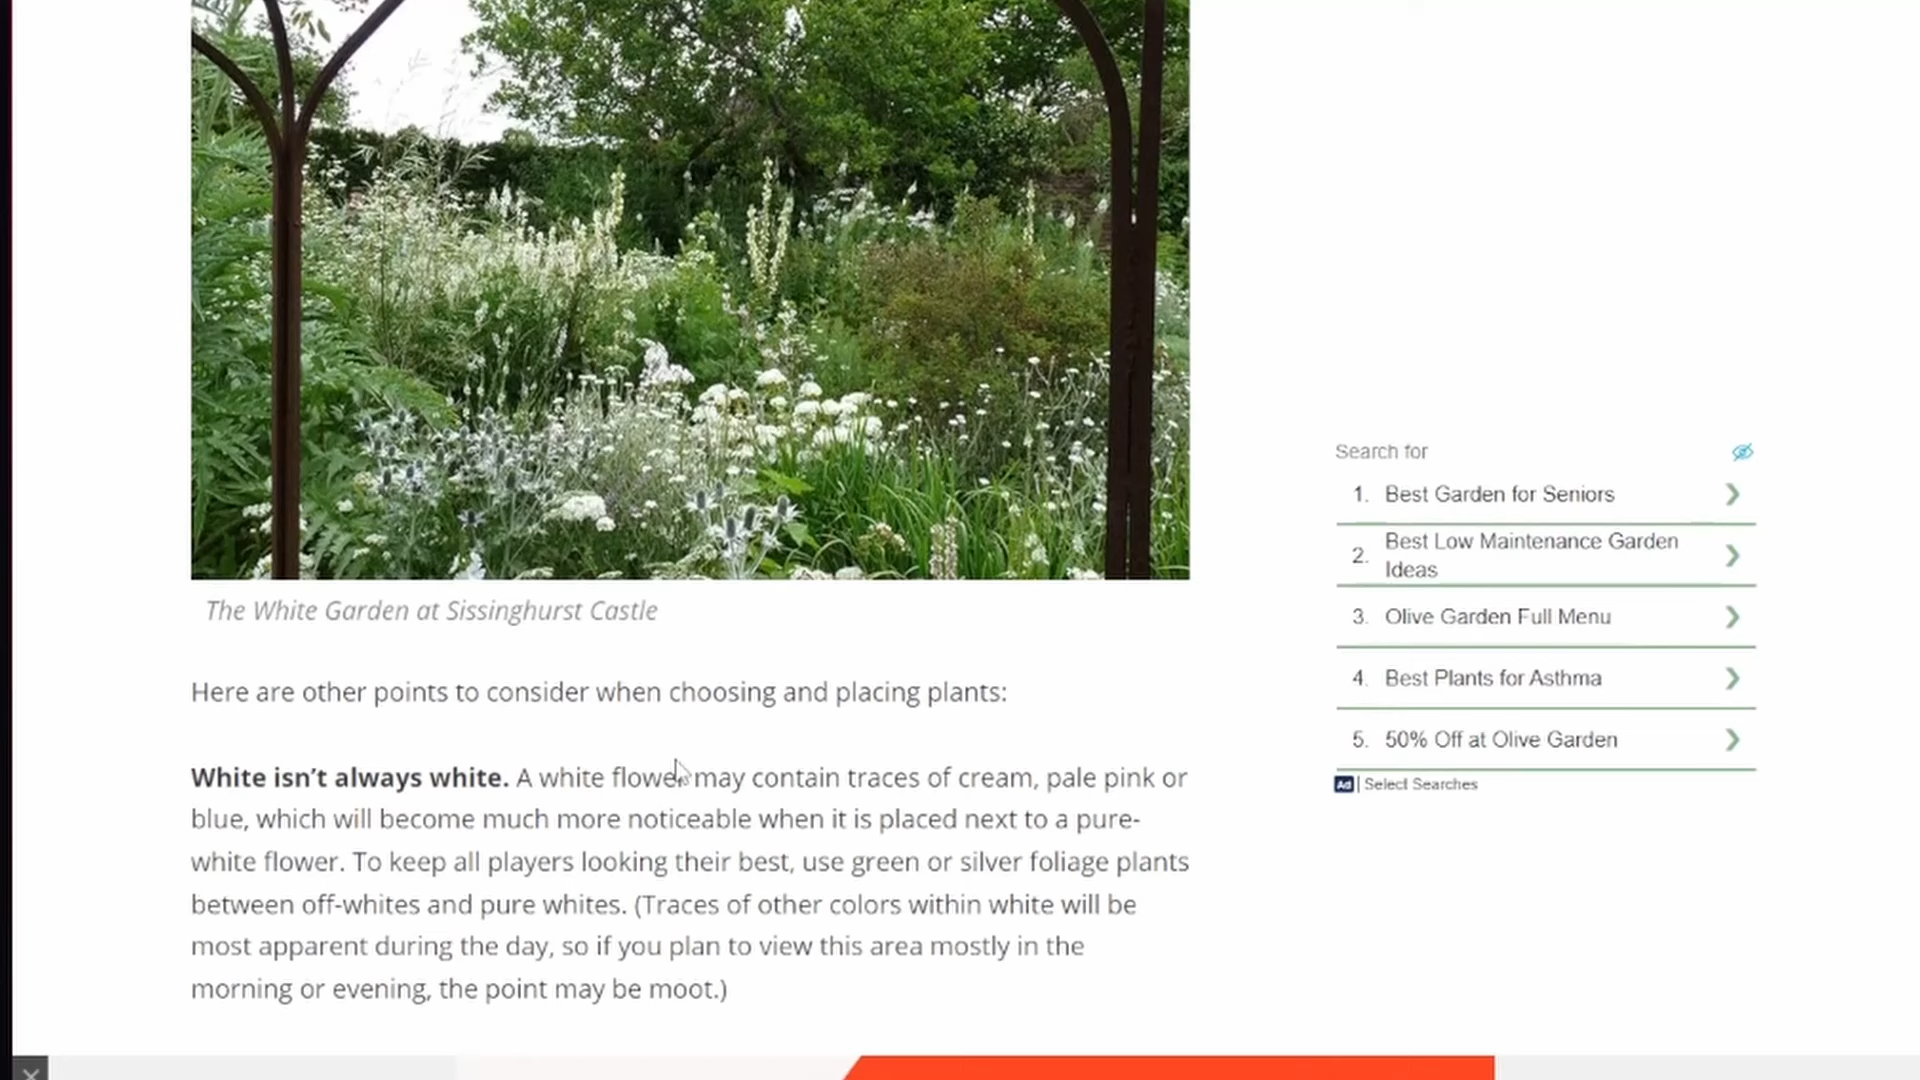 The White Garden at Sissinghurst Castle
Here are other points to consider when choosing and placing plants:
White isn’t always white. A white flower may contain traces of cream, pale pink or
blue, which will become much more noticeable when it is placed next to a pure-
white flower. To keep all players looking their best, use green or silver foliage plants
between off-whites and pure whites. (Traces of other colors within white will be
most apparent during the day, so if you plan to view this area mostly in the
morning or evening, the point may be moot.)
Search for
1. Best Garden for Seniors
2. Best Low Maintenance Garden
Ideas
3. Olive Garden Full Menu
4. Best Plants for Asthma
5. 50% Off at Olive Garden
Ad | Select Searches